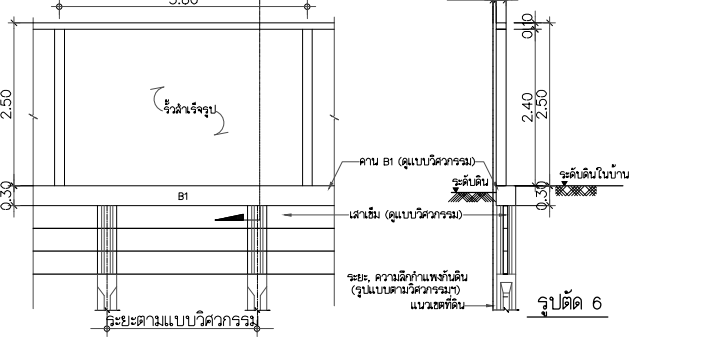 2.50
0.30
รั้วสำเร็จรูป
B1
ระยะตามแบบวิศวกรรม
คาน B1 (ดูแบบวิศวกรรม)
ระดับดิน
เสาเข็ม (ดูแบบวิศวกรรม)
ระยะ, ความลึกกำแพงกันดิน
(รูปแบบตามวิศวกรรมฯ)
แนวเขตที่ดิน
0.10
2.40
2.50
0.30
ระดับดินในบ้าน
รูปตัด 6